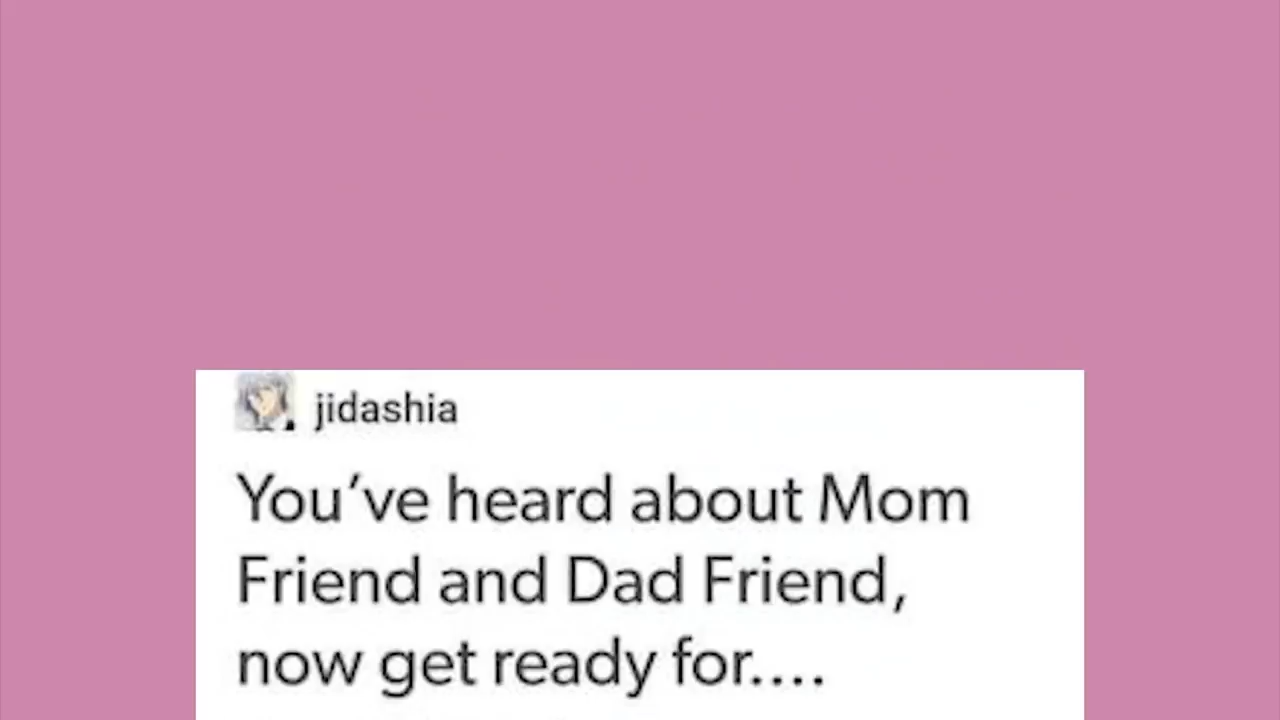 jidashia
You’ve heard about Mom
Friend and Dad Friend,
now get ready for....